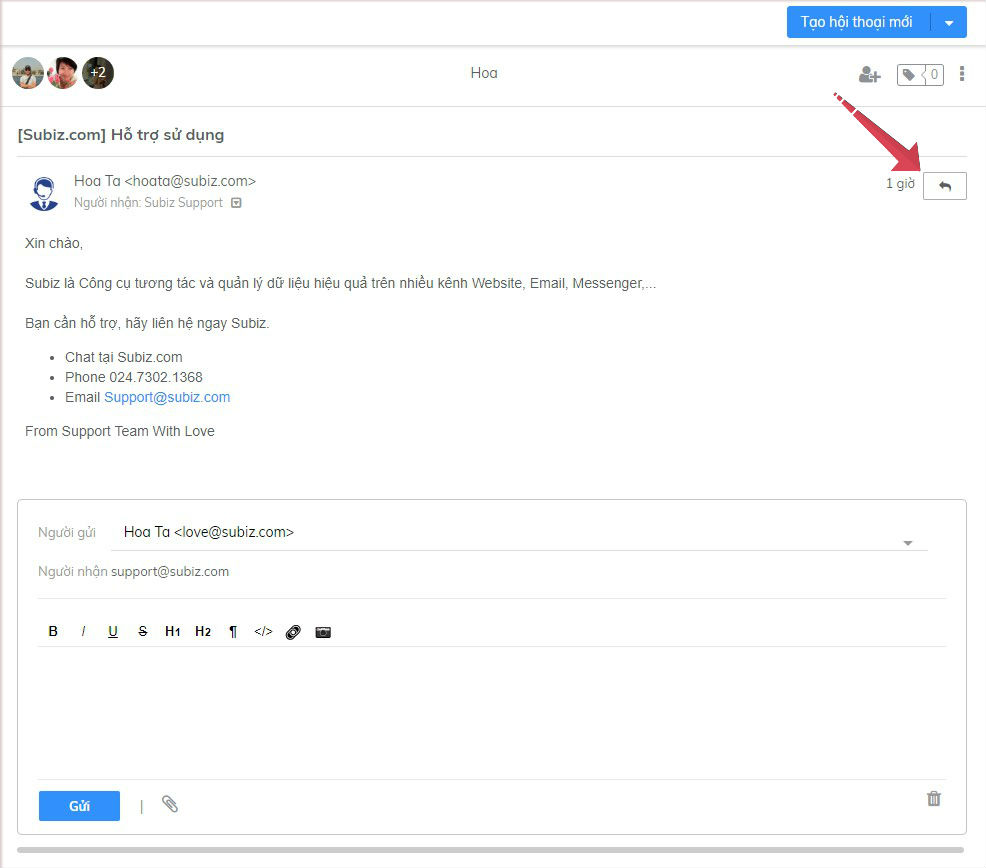 Tạo hội thoại mới
+2
Hoa
0
[Subiz.com] Hỗ trợ sử dụng
Hoa Ta <hoata@subiz.com>
1 giờ
Người nhận: Subiz Support
Xin chào,
Subiz là Công cụ tương tác và quản lý dữ liệu hiệu quả trên nhiều kênh Website, Email, Messenger,...
Bạn cần hỗ trợ, hãy liên hệ ngay Subiz.
• Chat tại Subiz.com
• Phone 024.7302.1368
• Email Support@subiz.com
From Support Team With Love
Người gửi Hoa Ta <love@subiz.com>
Người nhận support@subiz.com
B I U S H1 H2 ¶ </>
Gửi |